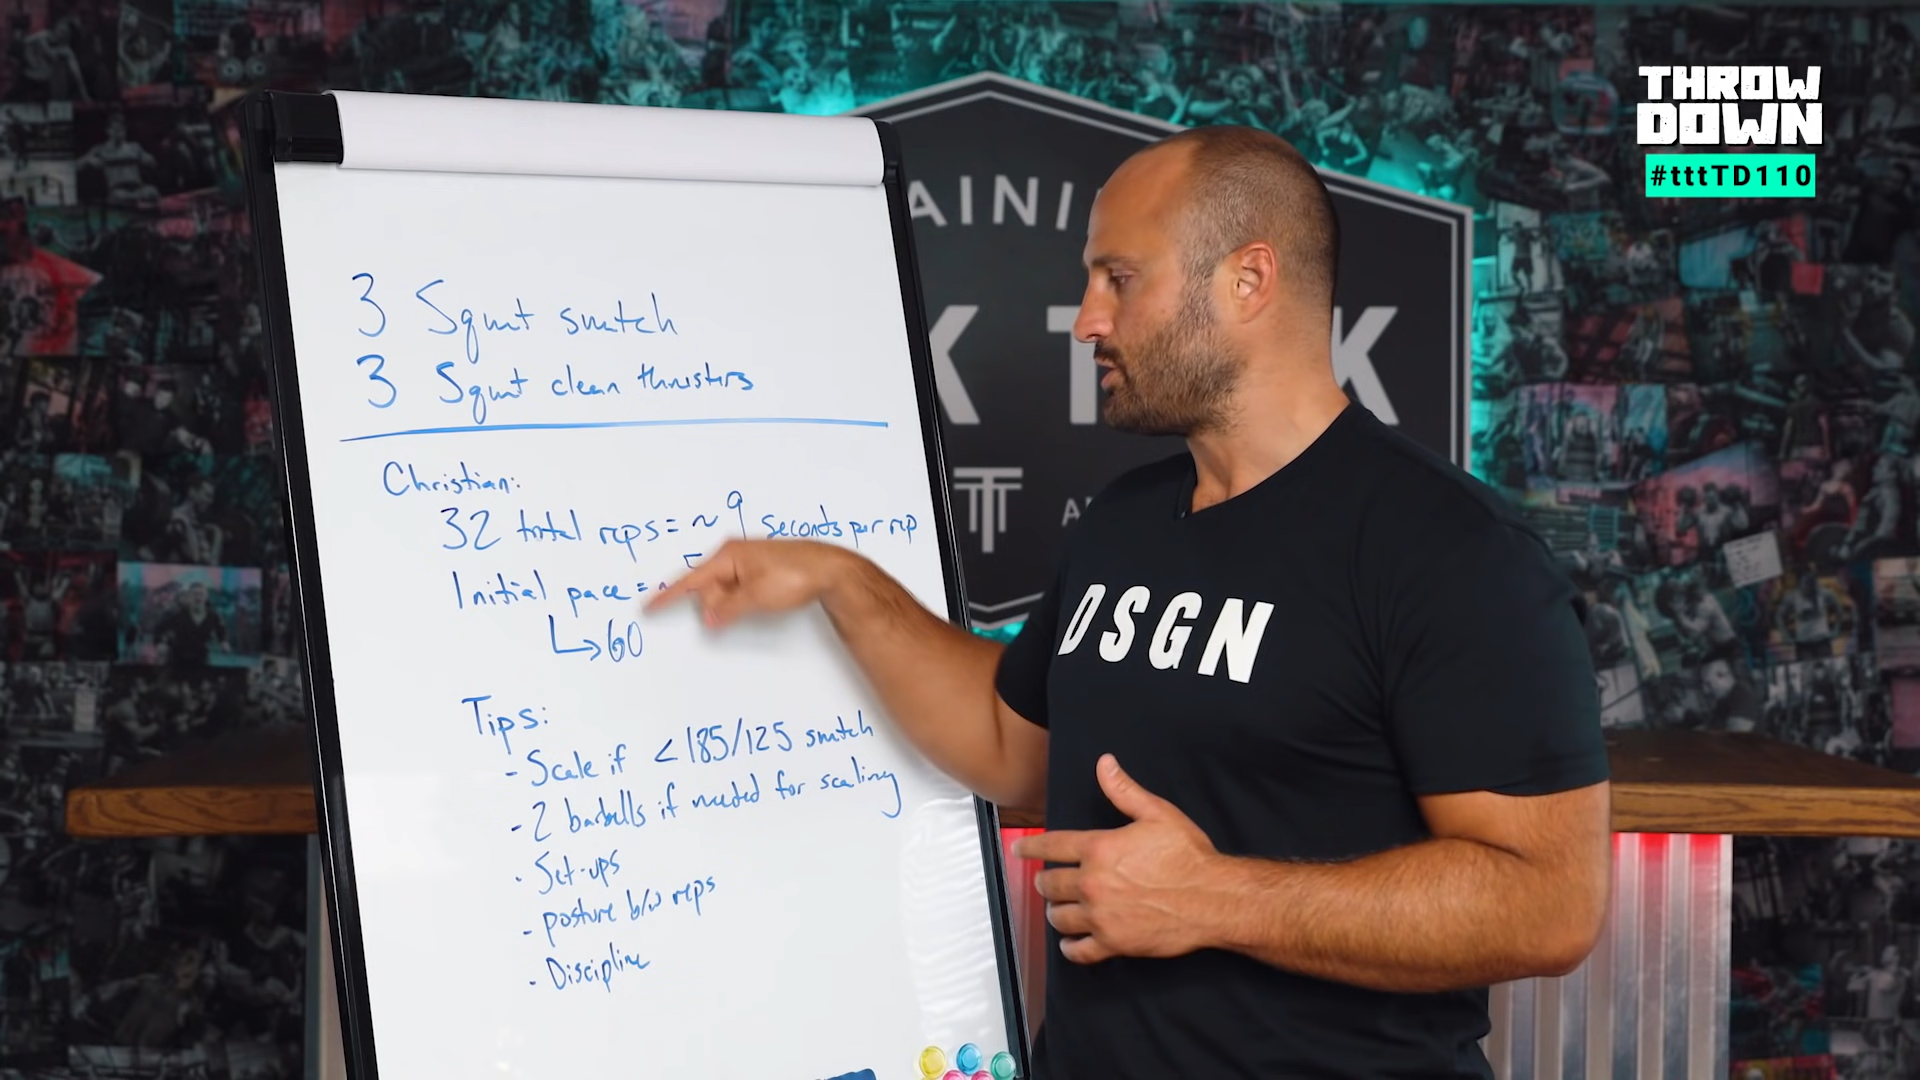 THROW
DOWN
#tttTD110
AINI
K T K
TTT
3 Squat snatch
3 Squat clean thrusters
Christian:
32 total reps = ~ 9 seconds per rep
Initial pace = ~
↳ 60
Tips:
- Scale if < 185/125 snatch
- 2 barbells if needed for scaling
- Set-ups
- posture b/w reps
- Discipline
DSGN